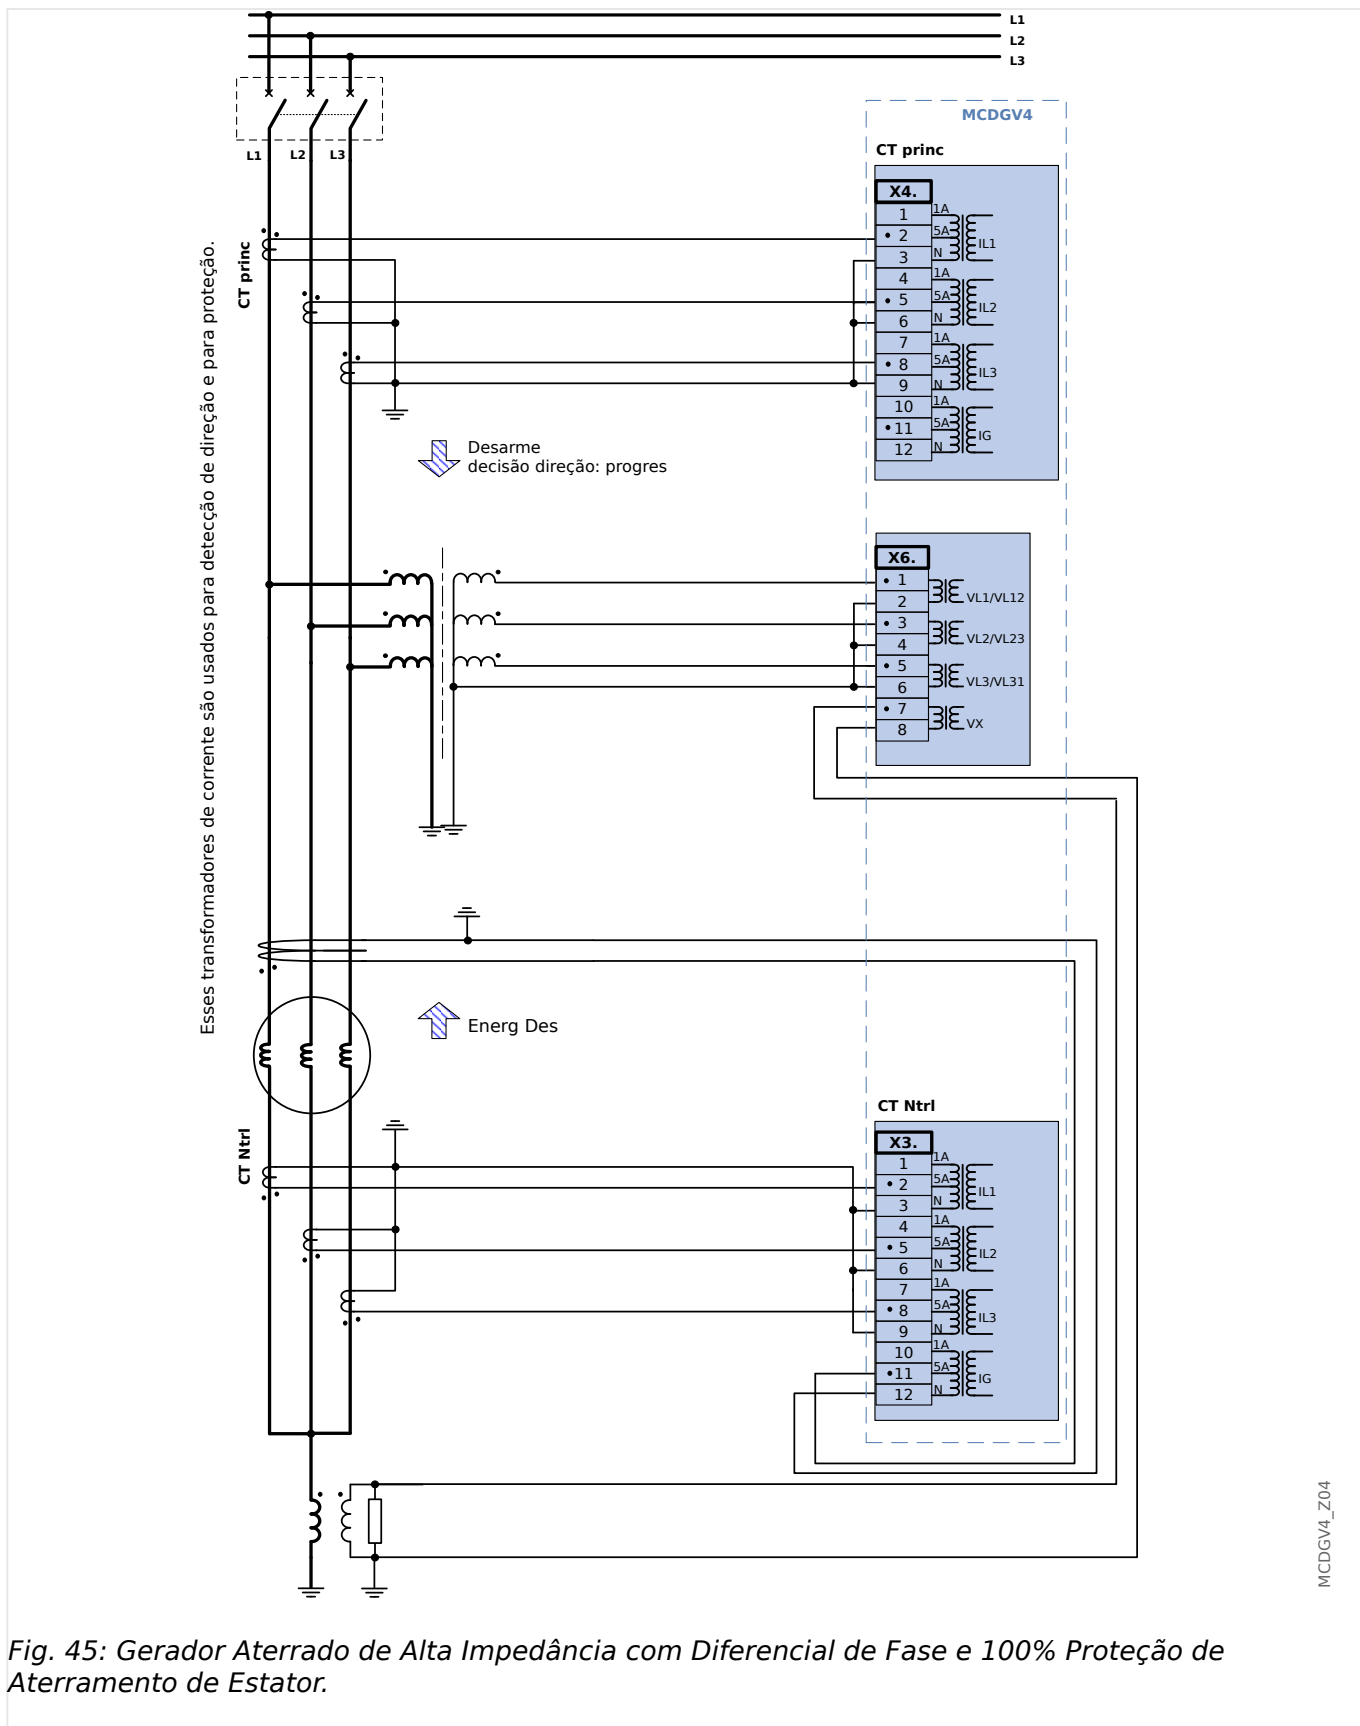 L1
L2
L3
L1
L2
L3
MCDGV4
CT princ
X4.
1 1A
• 2 5A IL1
3 N
4 1A
• 5 5A IL2
6 N
7 1A
• 8 5A IL3
9 N
10 1A
• 11 5A IG
12 N
CT princ
Esses transformadores de corrente são usados para detecção de direção e para proteção.
Desarme
decisão direção: progres
X6.
• 1
VL1/VL12
2
• 3
VL2/VL23
4
• 5
VL3/VL31
6
• 7
VX
8
Energ Des
CT Ntrl
CT Ntrl
X3.
1 1A
• 2 5A IL1
3 N
4 1A
• 5 5A IL2
6 N
7 1A
• 8 5A IL3
9 N
10 1A
• 11 5A IG
12 N
MCDGV4_Z04
Fig. 45: Gerador Aterrado de Alta Impedância com Diferencial de Fase e 100% Proteção de
Aterramento de Estator.